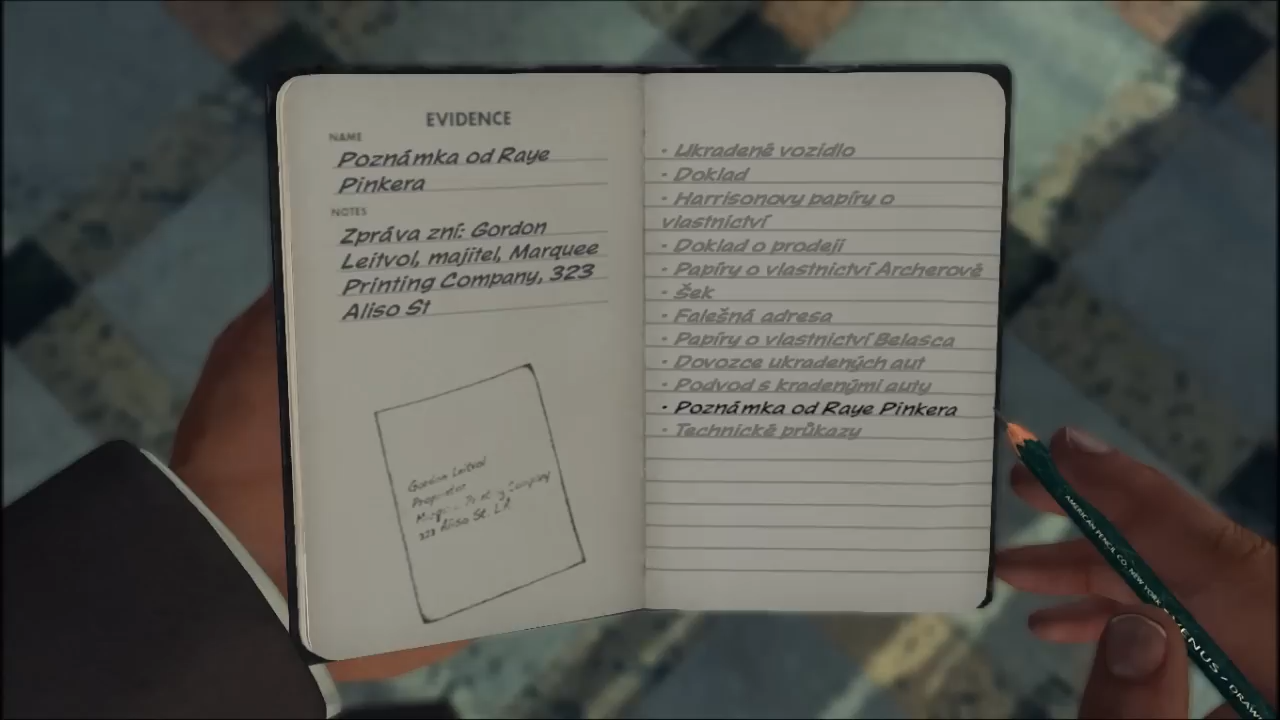 EVIDENCE
NAME
Poznámka od Raye
Pinkera
NOTES
Zpráva zní: Gordon
Leitvol, majitel, Marquee
Printing Company, 323
Aliso St
Gordon Leitvol
Proprietor
Printing Company
323 Aliso St. LA
• Ukradené vozidlo
• Doklad
• Harrisonovy papíry o
vlastnictví
• Doklad o prodeji
• Papíry o vlastnictví Archerové
• Šek
• Falešná adresa
• Papíry o vlastnictví Belasca
• Dovozce ukradených aut
• Podvod s kradenými auty
• Poznámka od Raye Pinkera
• Technické průkazy
AMERICAN PENCIL CO. NEW YORK
VENUS / DRAW